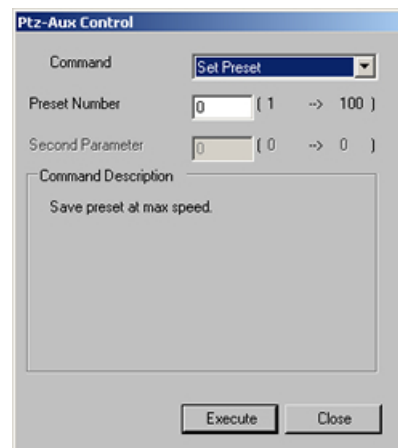 Ptz-Aux Control
Command Set Preset
Preset Number 0 ( 1 --> 100 )
Second Parameter 0 ( 0 --> 0 )
Command Description
Save preset at max speed.
Execute Close